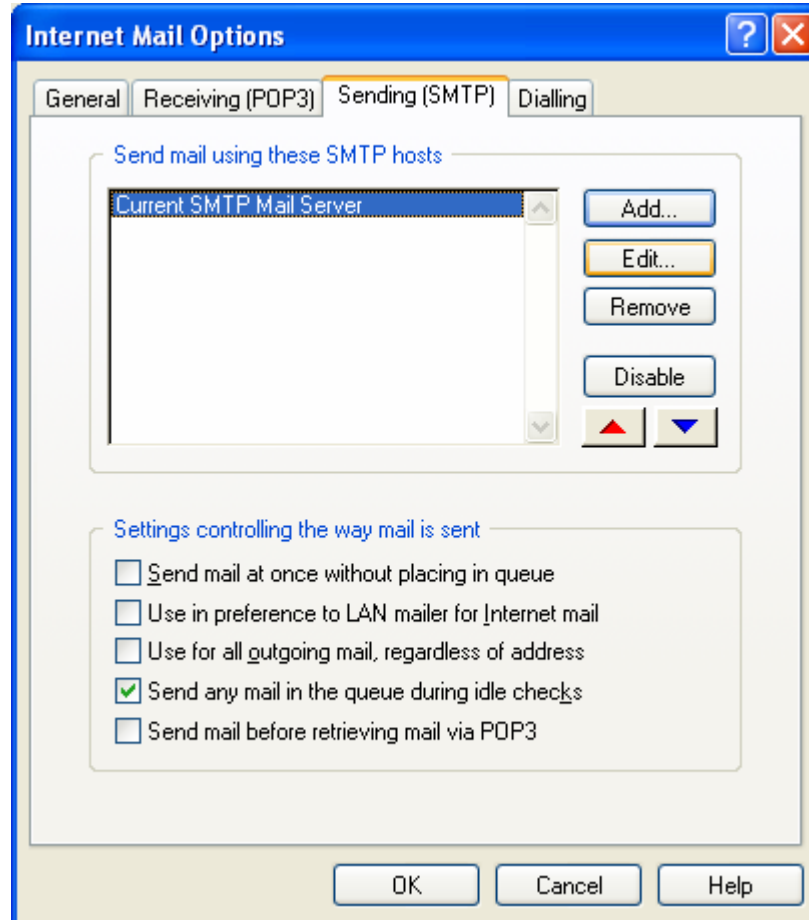 Internet Mail Options
General Receiving (POP3) Sending (SMTP) Dialling
Send mail using these SMTP hosts
Current SMTP Mail Server
Add...
Edit...
Remove
Disable
Settings controlling the way mail is sent
Send mail at once without placing in queue
Use in preference to LAN mailer for Internet mail
Use for all outgoing mail, regardless of address
Send any mail in the queue during idle checks
Send mail before retrieving mail via POP3
OK Cancel Help